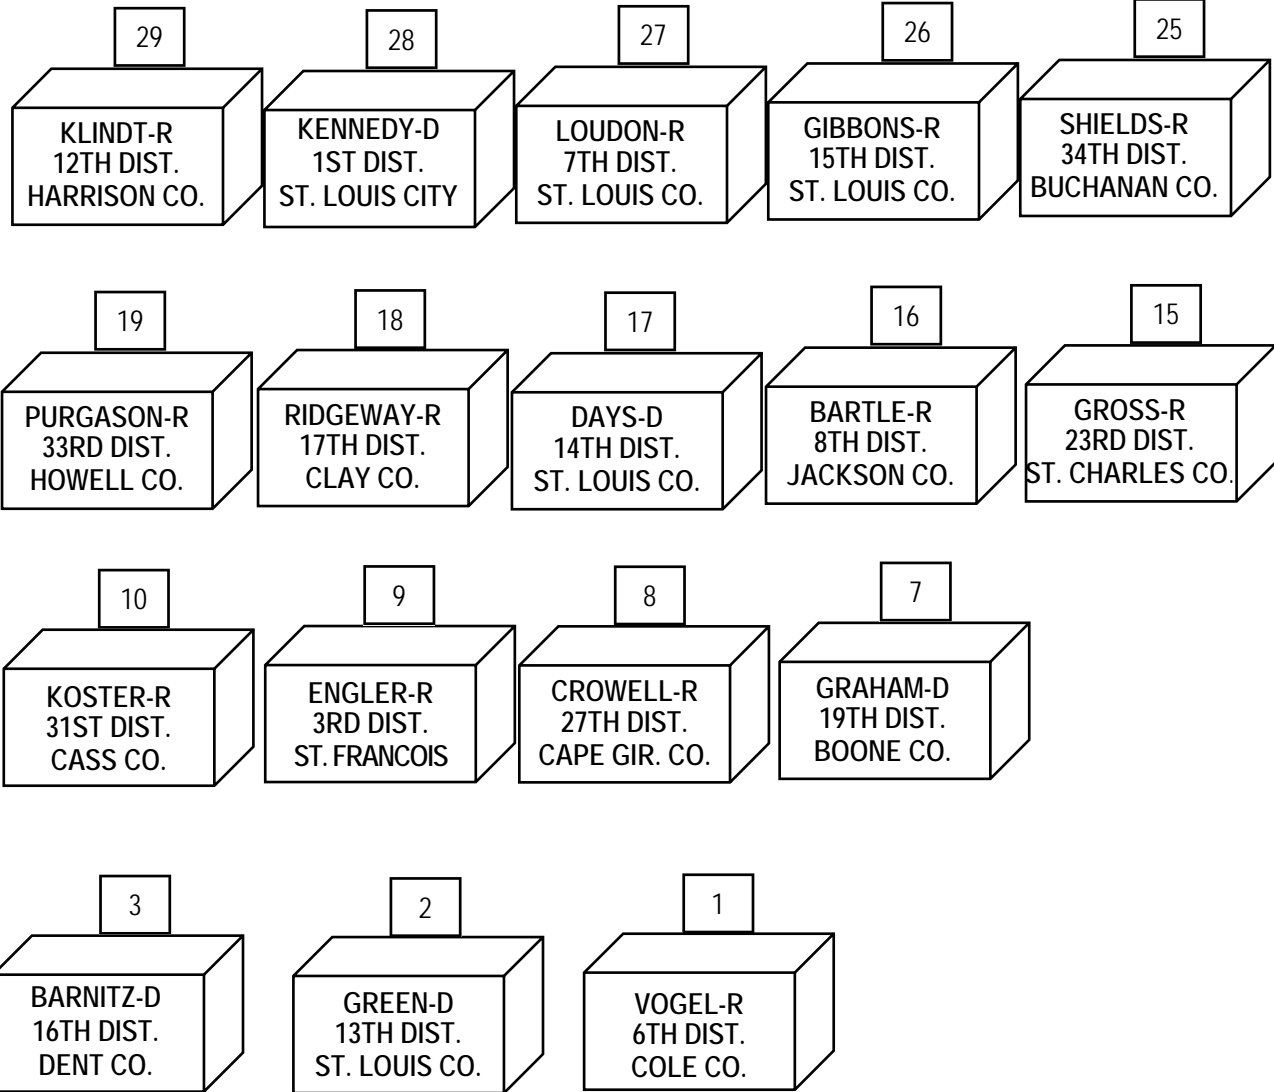 29
KLINDT-R
12TH DIST.
HARRISON CO.
28
KENNEDY-D
1ST DIST.
ST. LOUIS CITY
27
LOUDON-R
7TH DIST.
ST. LOUIS CO.
26
GIBBONS-R
15TH DIST.
ST. LOUIS CO.
25
SHIELDS-R
34TH DIST.
BUCHANAN CO.
19
PURGASON-R
33RD DIST.
HOWELL CO.
18
RIDGEWAY-R
17TH DIST.
CLAY CO.
17
DAYS-D
14TH DIST.
ST. LOUIS CO.
16
BARTLE-R
8TH DIST.
JACKSON CO.
15
GROSS-R
23RD DIST.
ST. CHARLES CO.
10
KOSTER-R
31ST DIST.
CASS CO.
9
ENGLER-R
3RD DIST.
ST. FRANCOIS
8
CROWELL-R
27TH DIST.
CAPE GIR. CO.
7
GRAHAM-D
19TH DIST.
BOONE CO.
3
BARNITZ-D
16TH DIST.
DENT CO.
2
GREEN-D
13TH DIST.
ST. LOUIS CO.
1
VOGEL-R
6TH DIST.
COLE CO.